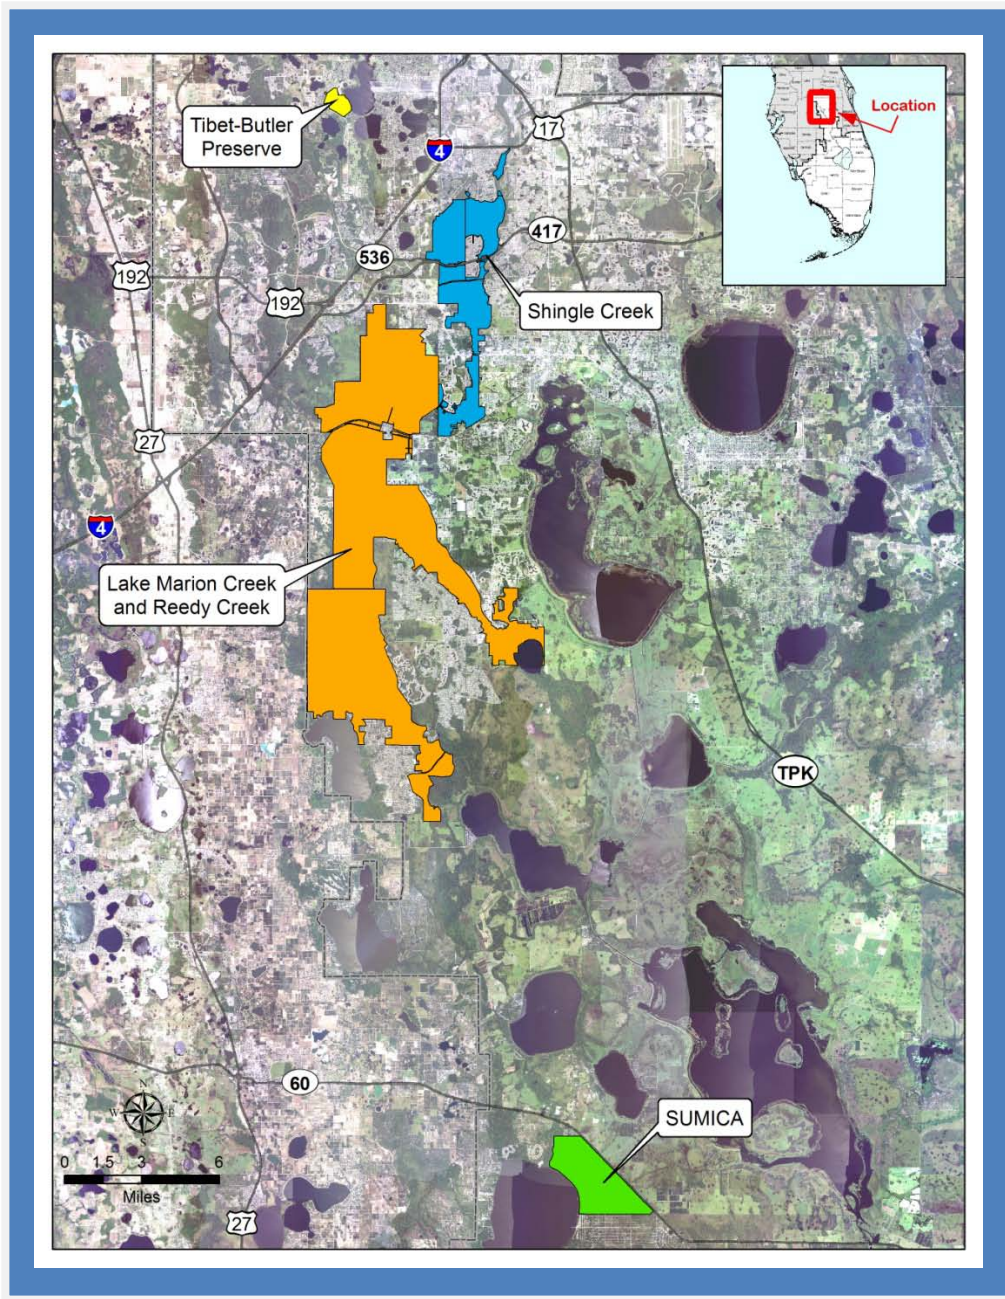 Tibet-Butler
Preserve
4
17
Location
417
536
192
192
Shingle Creek
27
4
Lake Marion Creek
and Reedy Creek
TPK
60
SUMICA
N
W E
S
0 1.5 3 6
Miles
27